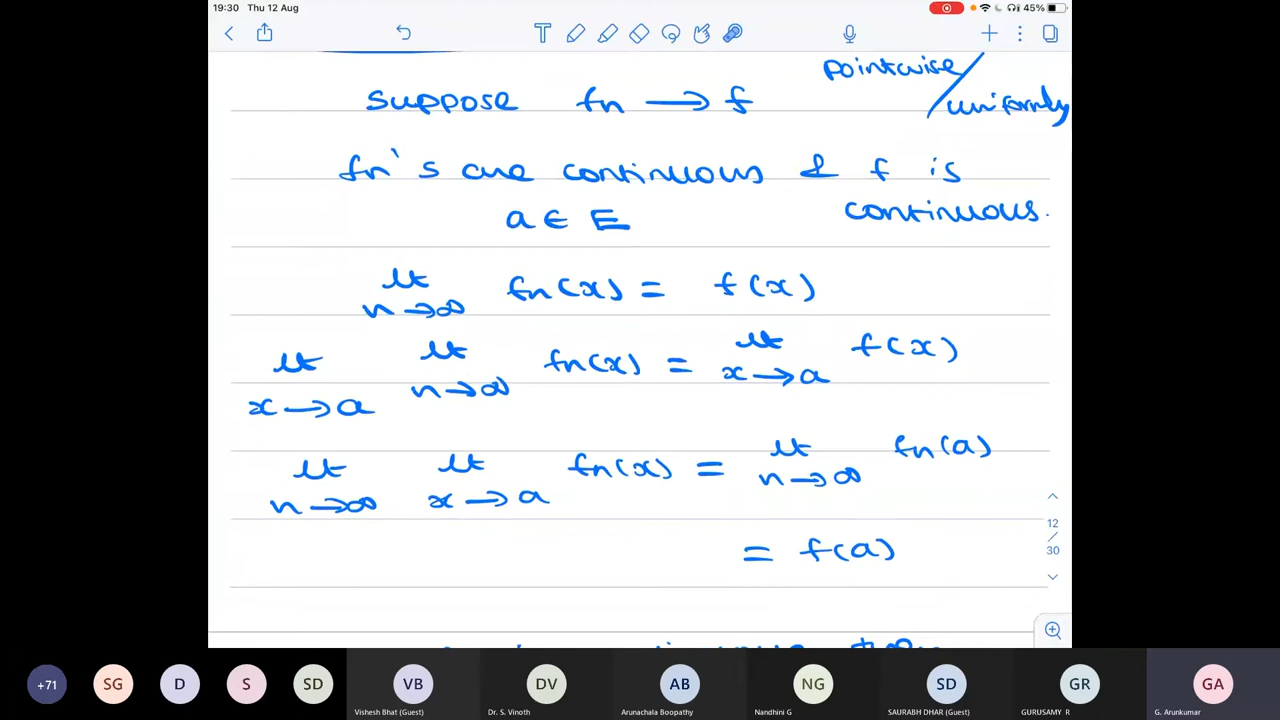 19:30 Thu 12 Aug
45%
pointwise/
suppose fn → f
uniformly
fn's are continuous & f is
a ∈ E
continuous.
lt n→∞ fn(x) = f(x)
lt x→a lt n→∞ fn(x) = lt x→a f(x)
lt n→∞ lt x→a fn(x) = lt n→∞ fn(a)
= f(a)
12
/
30
+71
SG
D
S
SD
VB
DV
AB
NG
SD
GR
GA
Vishesh Bhat (Guest)
Dr. S. Vinoth
Arunachala Boopathy
Nandhini G
SAURABH DHAR (Guest)
GURUSAMY R
G. Arunkumar